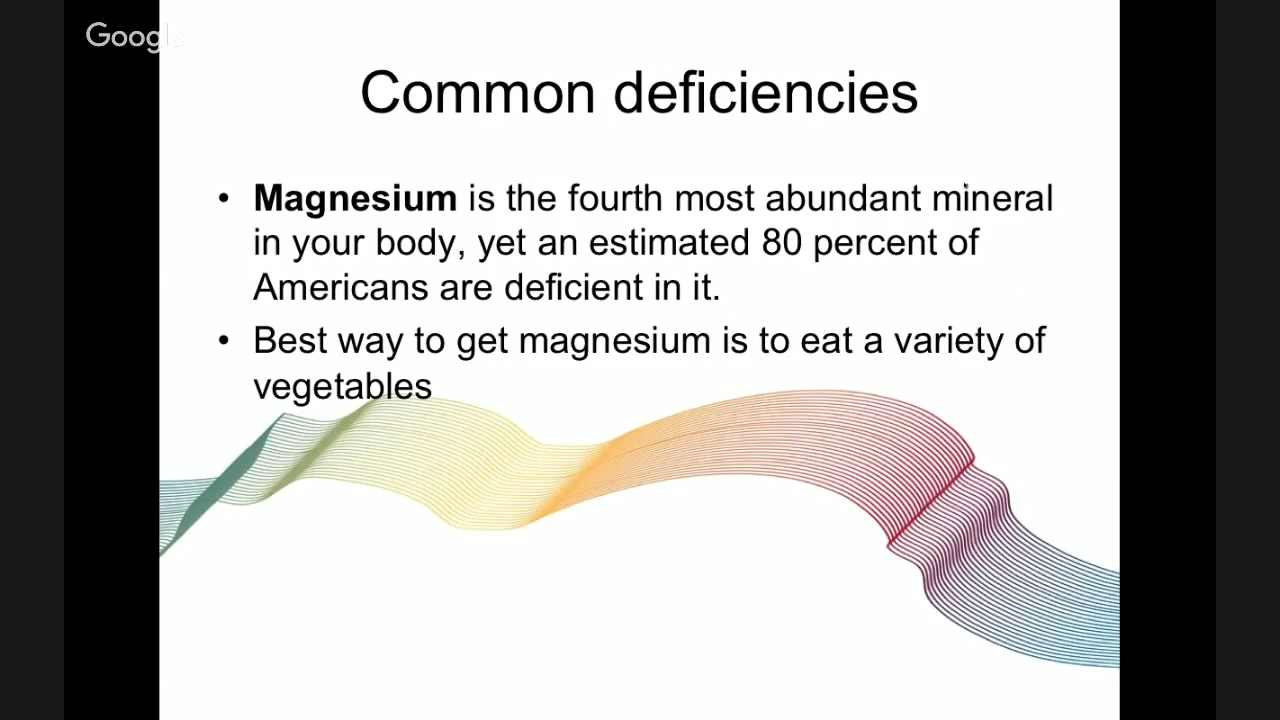 Google
Common deficiencies
• Magnesium is the fourth most abundant mineral
in your body, yet an estimated 80 percent of
Americans are deficient in it.
• Best way to get magnesium is to eat a variety of
vegetables